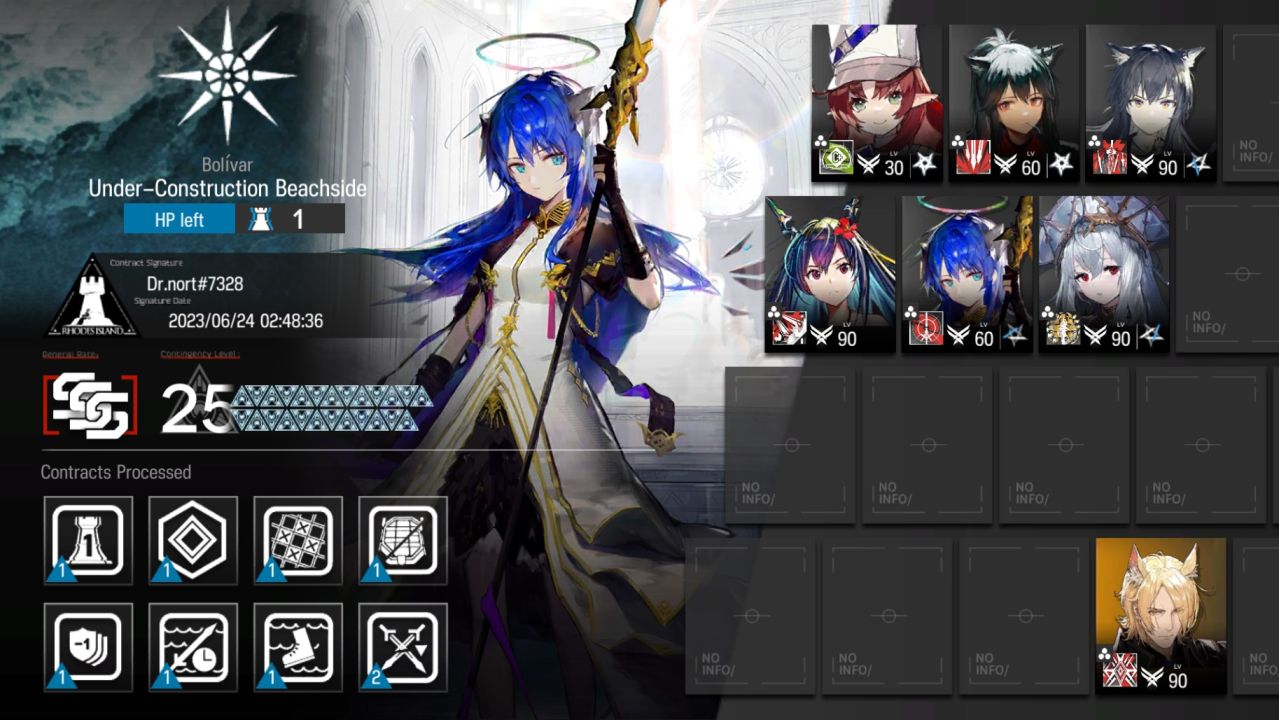 Bolívar
Under-Construction Beachside
HP left
1
Contract Signature
Dr.nort#7328
Signature Date
2023/06/24 02:48:36
RHODES ISLAND
General Rate:
Contingency Level:
SSS
25
Contracts Processed
1
1
1
1
1
-1
1
1
1
2
LV
30
LV
60
LV
90
NO
INFO/
LV
90
LV
60
LV
90
NO
INFO/
NO
INFO/
NO
INFO/
NO
INFO/
NO
INFO/
NO
INFO/
NO
INFO/
NO
INFO/
LV
90
NO
INFO/